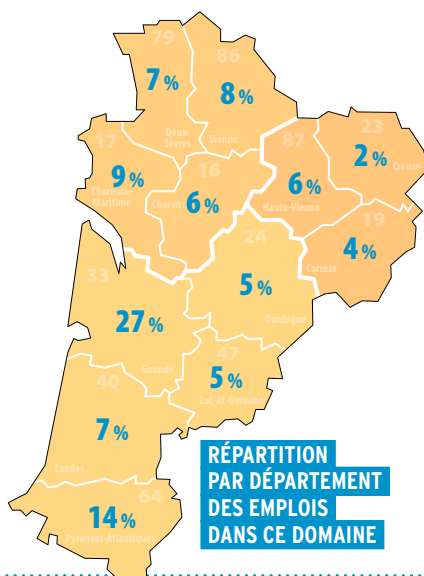 79
7 %
Deux-
Sèvres
86
8 %
Vienne
17
9 %
Charente-
Maritime
16
6 %
Charente
87
6 %
Haute-Vienne
23
2 %
Creuse
19
4 %
Corrèze
33
27 %
Gironde
24
5 %
Dordogne
47
5 %
Lot-et-Garonne
40
7 %
Landes
64
14 %
Pyrénées-Atlantiques
RÉPARTITION
PAR DÉPARTEMENT
DES EMPLOIS
DANS CE DOMAINE